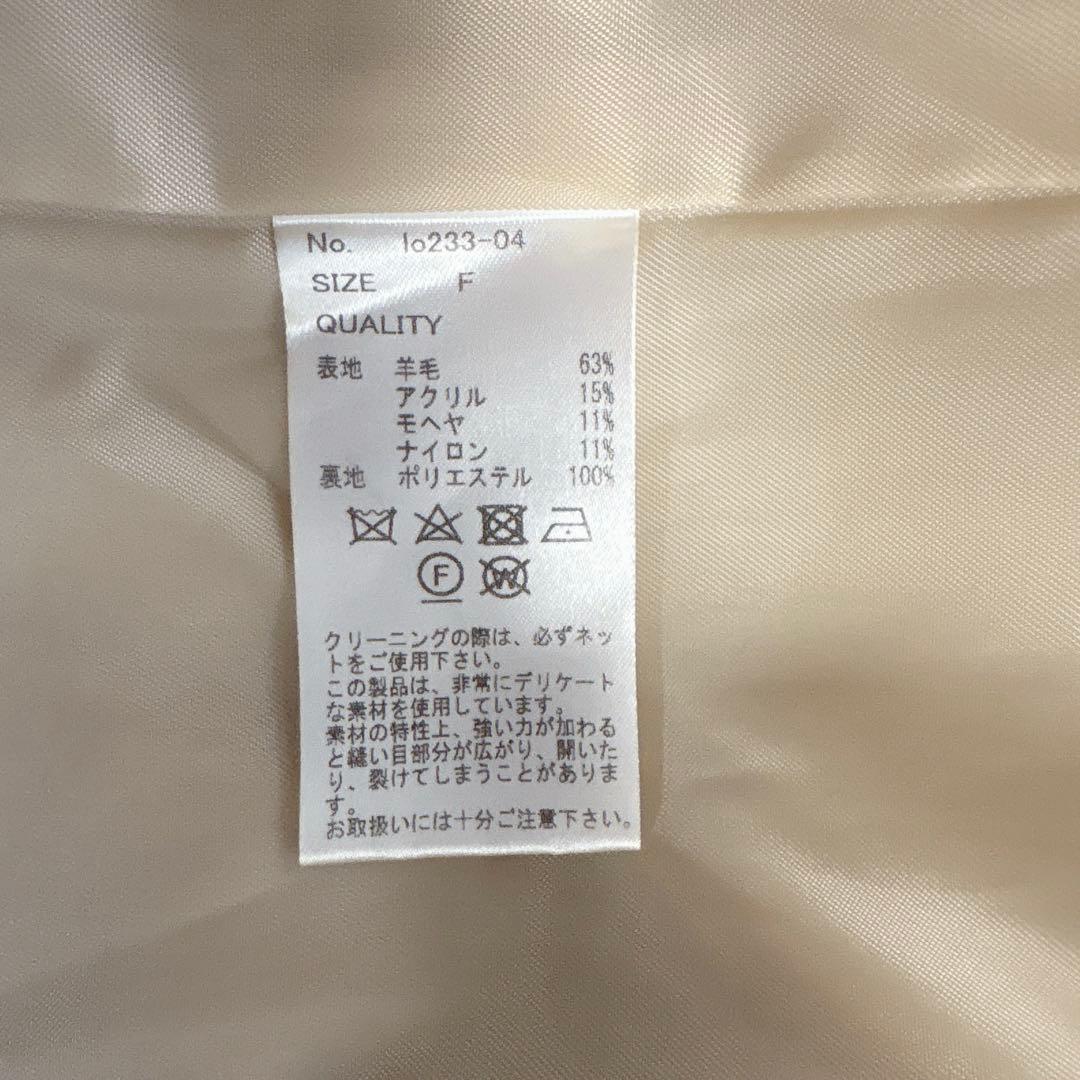 No. lo233-04
SIZE F
QUALITY
表地 羊毛 63%
アクリル 15%
モヘヤ 11%
ナイロン 11%
裏地 ポリエステル 100%
F W
クリーニングの際は、必ずネッ
トをご使用下さい。
この製品は、非常にデリケート
な素材を使用しています。
素材の特性上、強い力が加わる
と縫い目部分が広がり、開いた
り、裂けてしまうことがありま
す。
お取扱いには十分ご注意下さい。